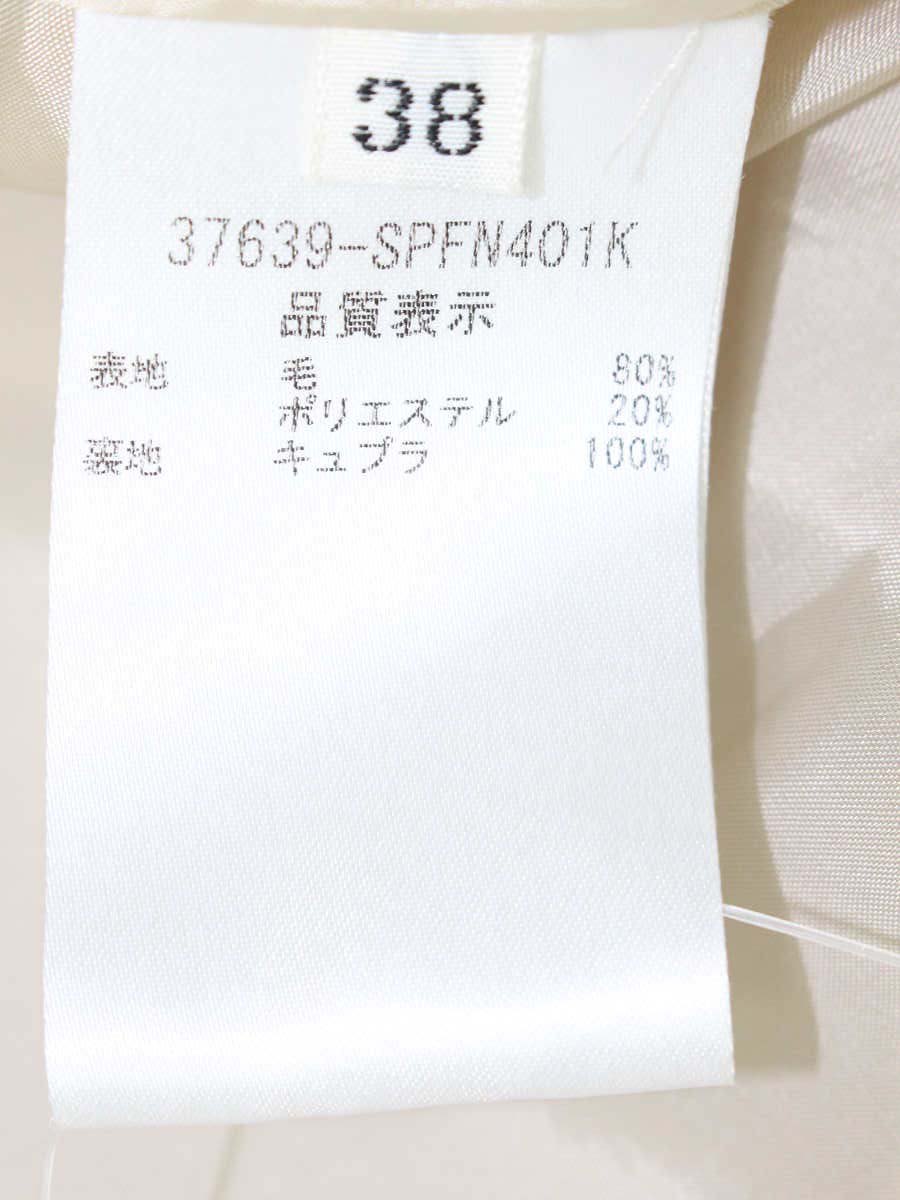 38
37639-SPFN401K
品質表示
表地 毛 80%
ポリエステル 20%
裏地 キュプラ 100%